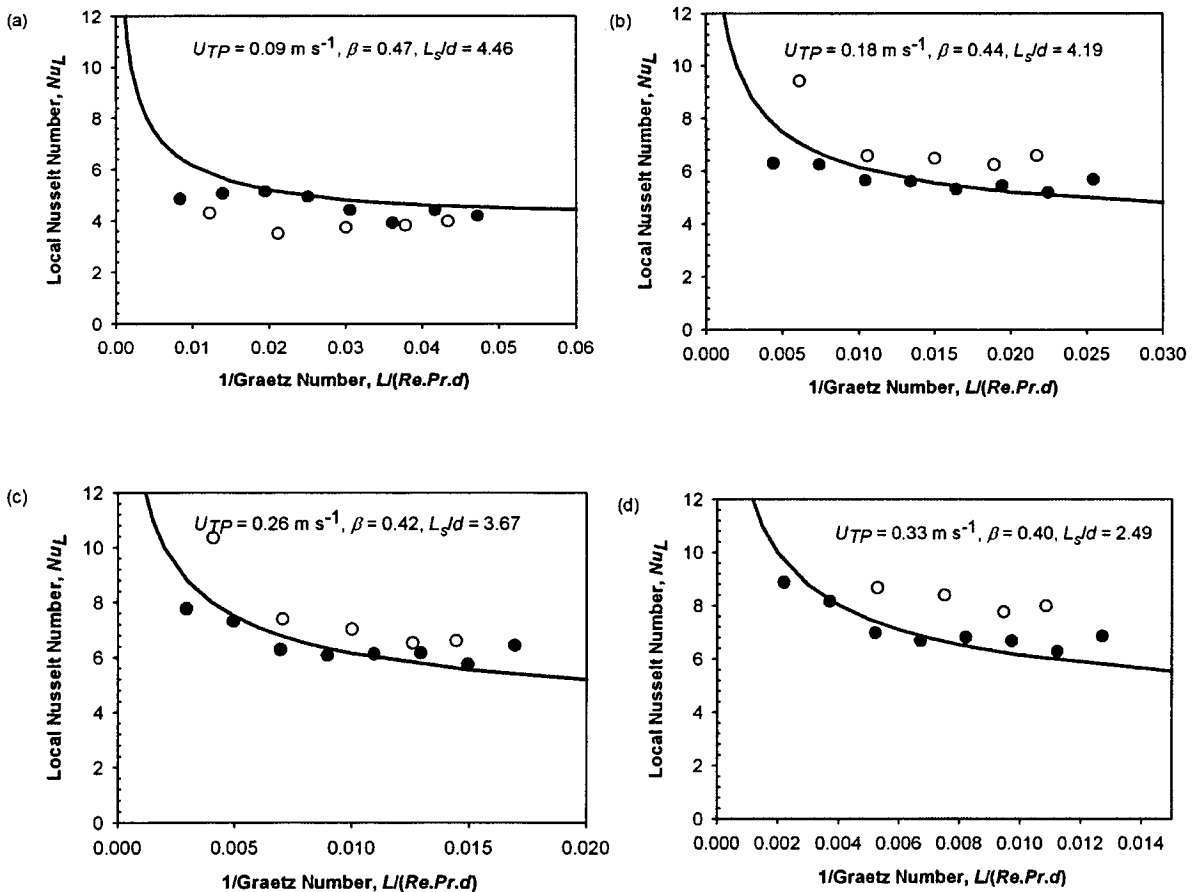 (a)
12
10
8
6
4
2
0
Local Nusselt Number, NuL
UTP = 0.09 m s⁻¹, β = 0.47, Ls/d = 4.46
0.00 0.01 0.02 0.03 0.04 0.05 0.06
1/Graetz Number, L/(Re.Pr.d)
(b)
12
10
8
6
4
2
0
Local Nusselt Number, NuL
UTP = 0.18 m s⁻¹, β = 0.44, Ls/d = 4.19
0.000 0.005 0.010 0.015 0.020 0.025 0.030
1/Graetz Number, L/(Re.Pr.d)
(c)
12
10
8
6
4
2
0
Local Nusselt Number, NuL
UTP = 0.26 m s⁻¹, β = 0.42, Ls/d = 3.67
0.000 0.005 0.010 0.015 0.020
1/Graetz Number, L/(Re.Pr.d)
(d)
12
10
8
6
4
2
0
Local Nusselt Number, NuL
UTP = 0.33 m s⁻¹, β = 0.40, Ls/d = 2.49
0.000 0.002 0.004 0.006 0.008 0.010 0.012 0.014
1/Graetz Number, L/(Re.Pr.d)